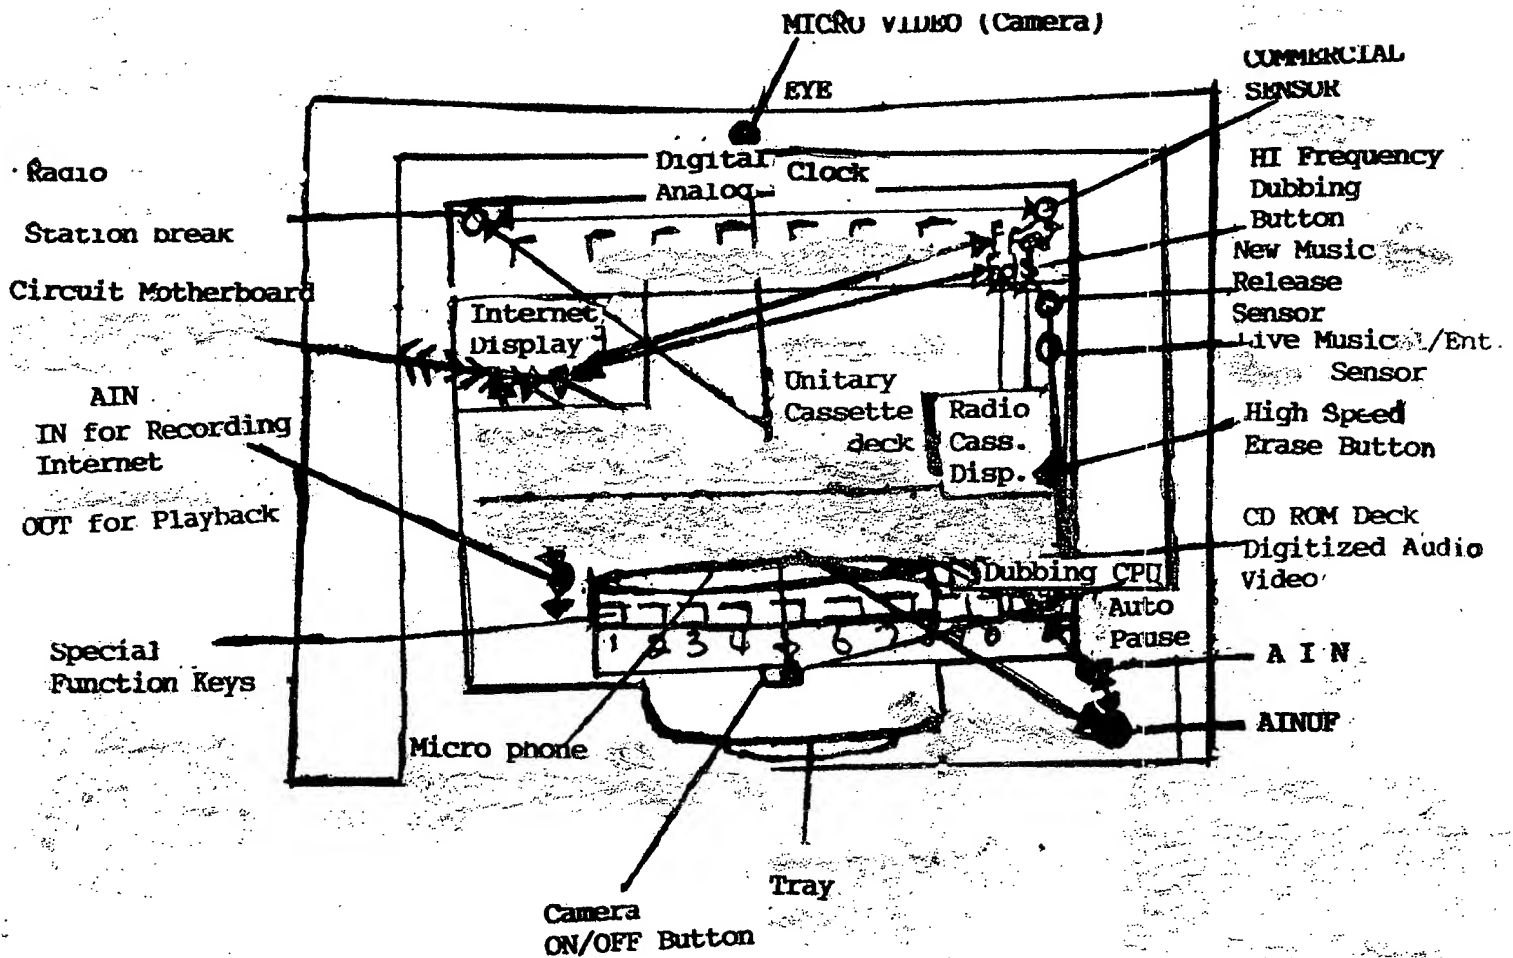 MICRO VIDEO (Camera)
EYE
COMMERCIAL
SENSOR
Digital
Analog
Clock
Radio
Station break
Circuit Motherboard
HI Frequency
Dubbing
Button
New Music
Release
Sensor
Live Music /Ent.
Sensor
High Speed
Erase Button
Internet
Display
Unitary
Cassette
deck
Radio
Cass.
Disp.
AIN
IN for Recording
Internet
OUT for Playback
CD ROM Deck
Digitized Audio
Video
Dubbing CPU
Auto
Pause
1 2 3 4 5 6 7 8
Special
Function Keys
A I N
AINUF
Micro phone
Tray
Camera
ON/OFF Button